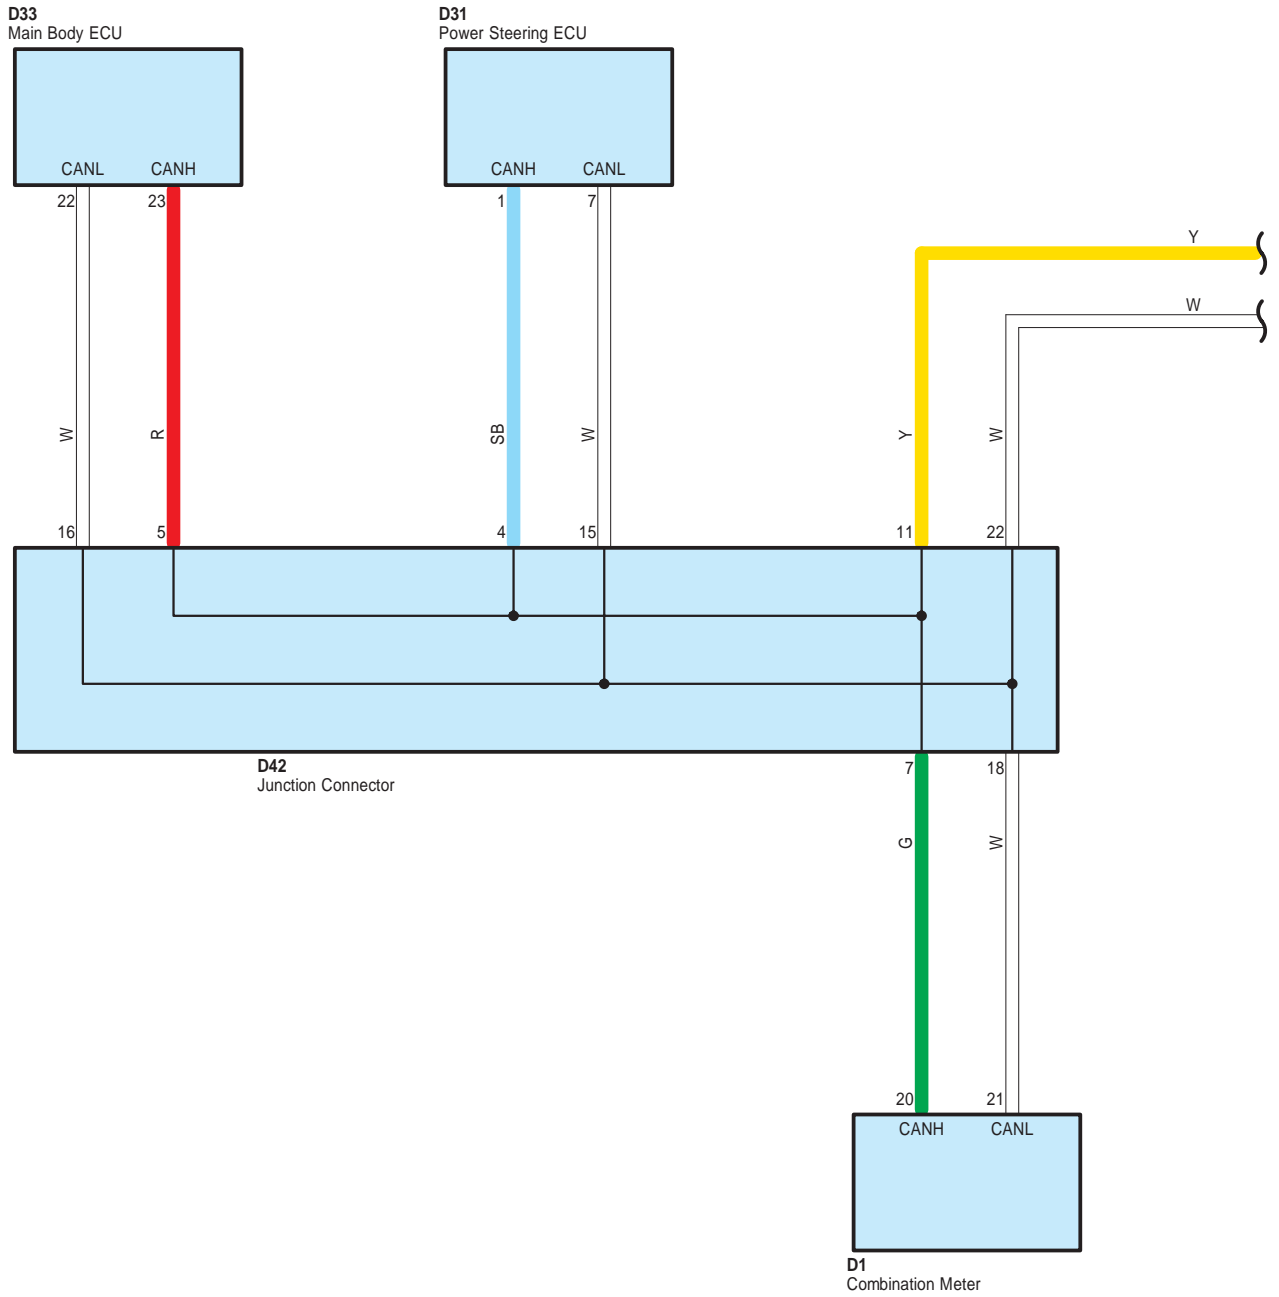 D33
Main Body ECU
D31
Power Steering ECU
CANL CANH
CANH CANL
22 23
1 7
Y
W
W R SB W Y W
16 5 4 15 11 22
D42
Junction Connector
7 18
G W
20 21
CANH CANL
D1
Combination Meter